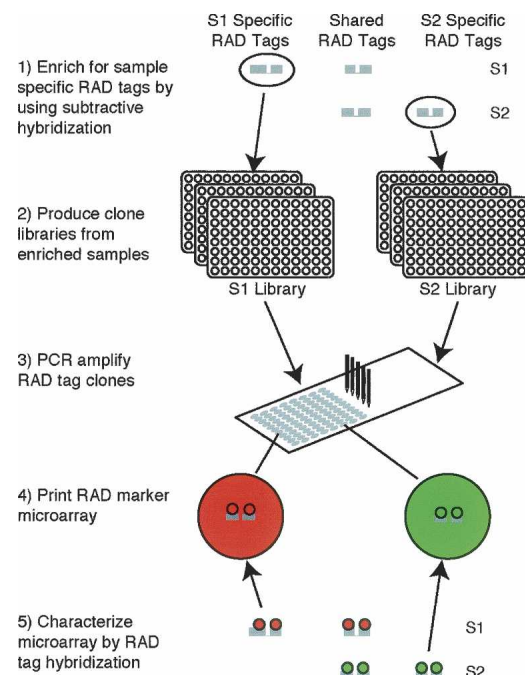 S1 Specific
RAD Tags
Shared
RAD Tags
S2 Specific
RAD Tags
1) Enrich for sample
specific RAD tags by
using subtractive
hybridization
S1
S2
2) Produce clone
libraries from
enriched samples
S1 Library
S2 Library
3) PCR amplify
RAD tag clones
4) Print RAD marker
microarray
5) Characterize
microarray by RAD
tag hybridization
S1
S2